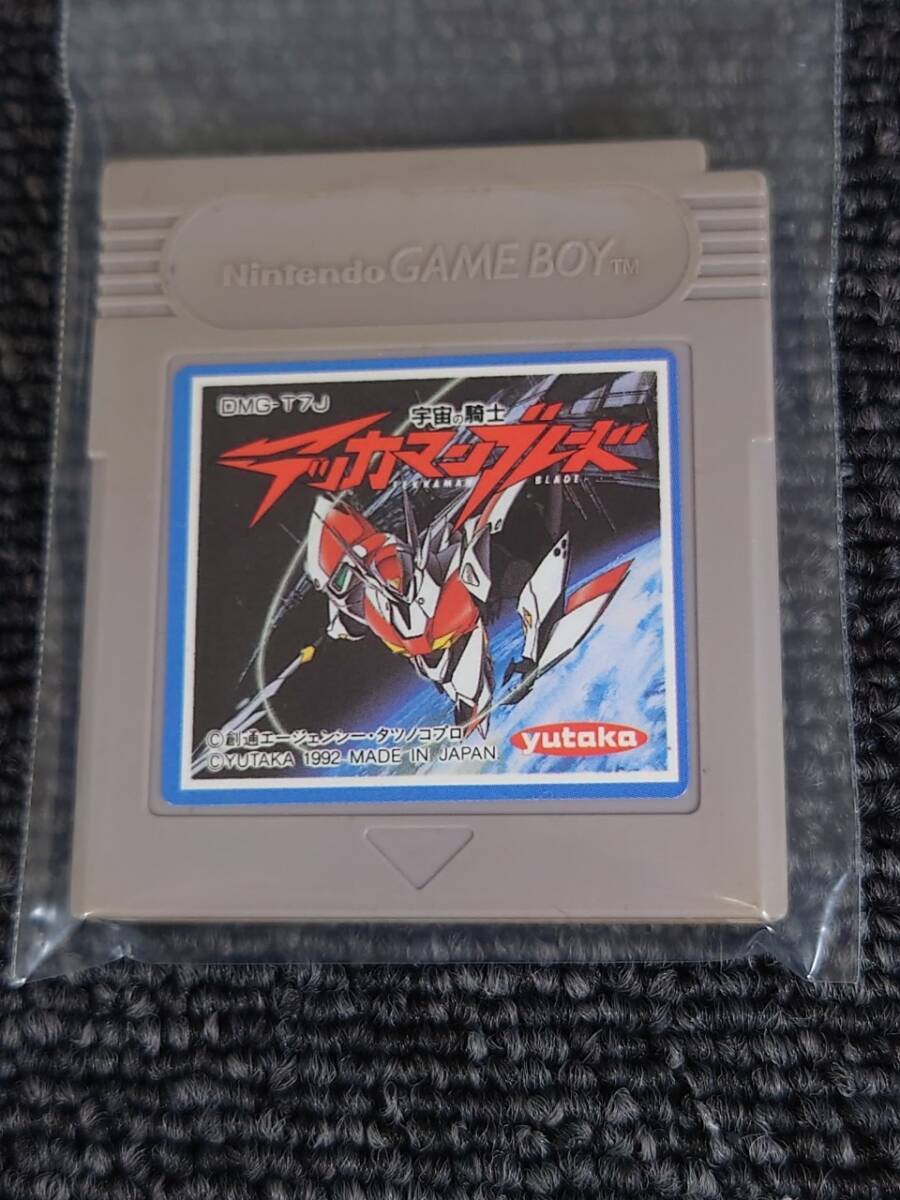 Nintendo GAME BOY™
DMG-T7J
宇宙の騎士
テッカマンブレード
TEKKAMAN BLADE
©創通エージェンシー・タツノコプロ
©YUTAKA 1992 MADE IN JAPAN
yutaka